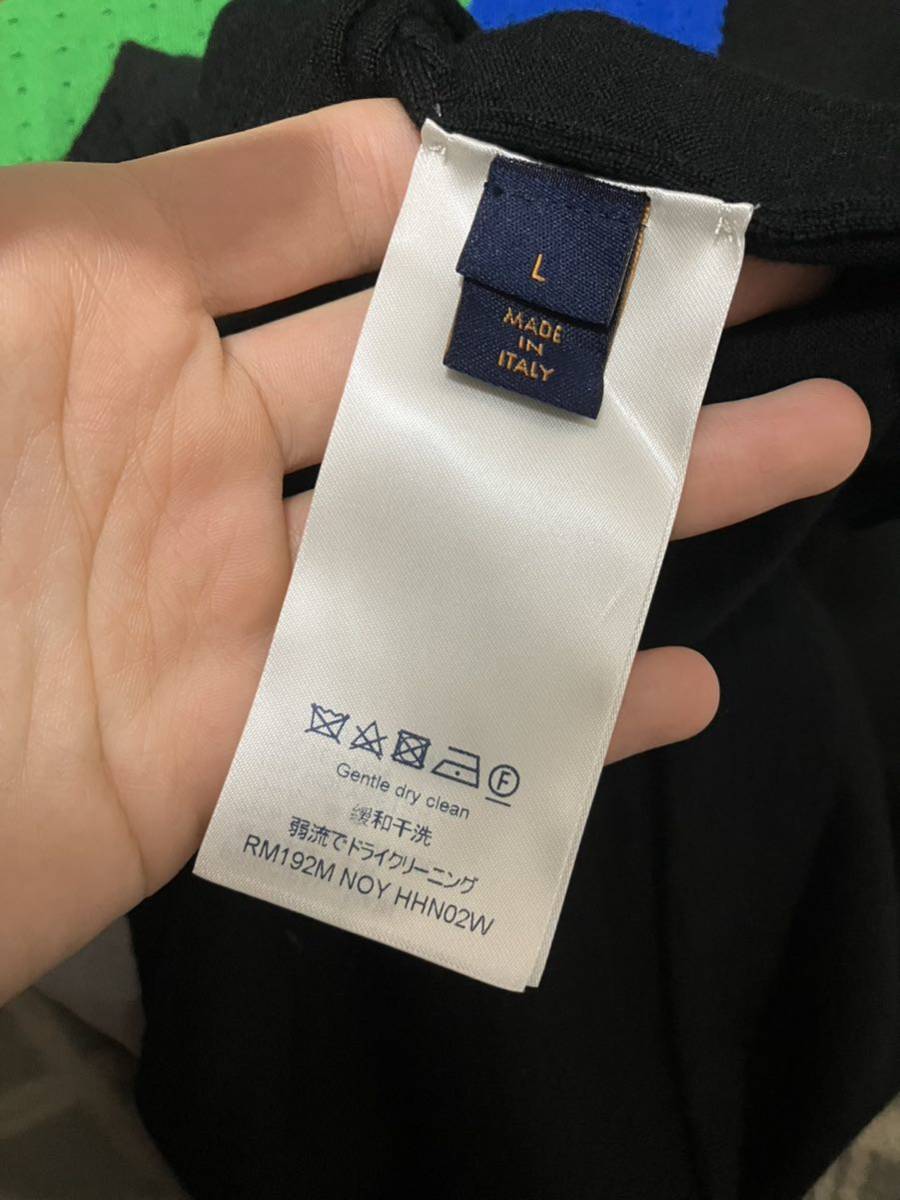 L
MADE
IN
ITALY
F
Gentle dry clean
缓和干洗
弱流でドライクリーニング
RM192M NOY HHN02W